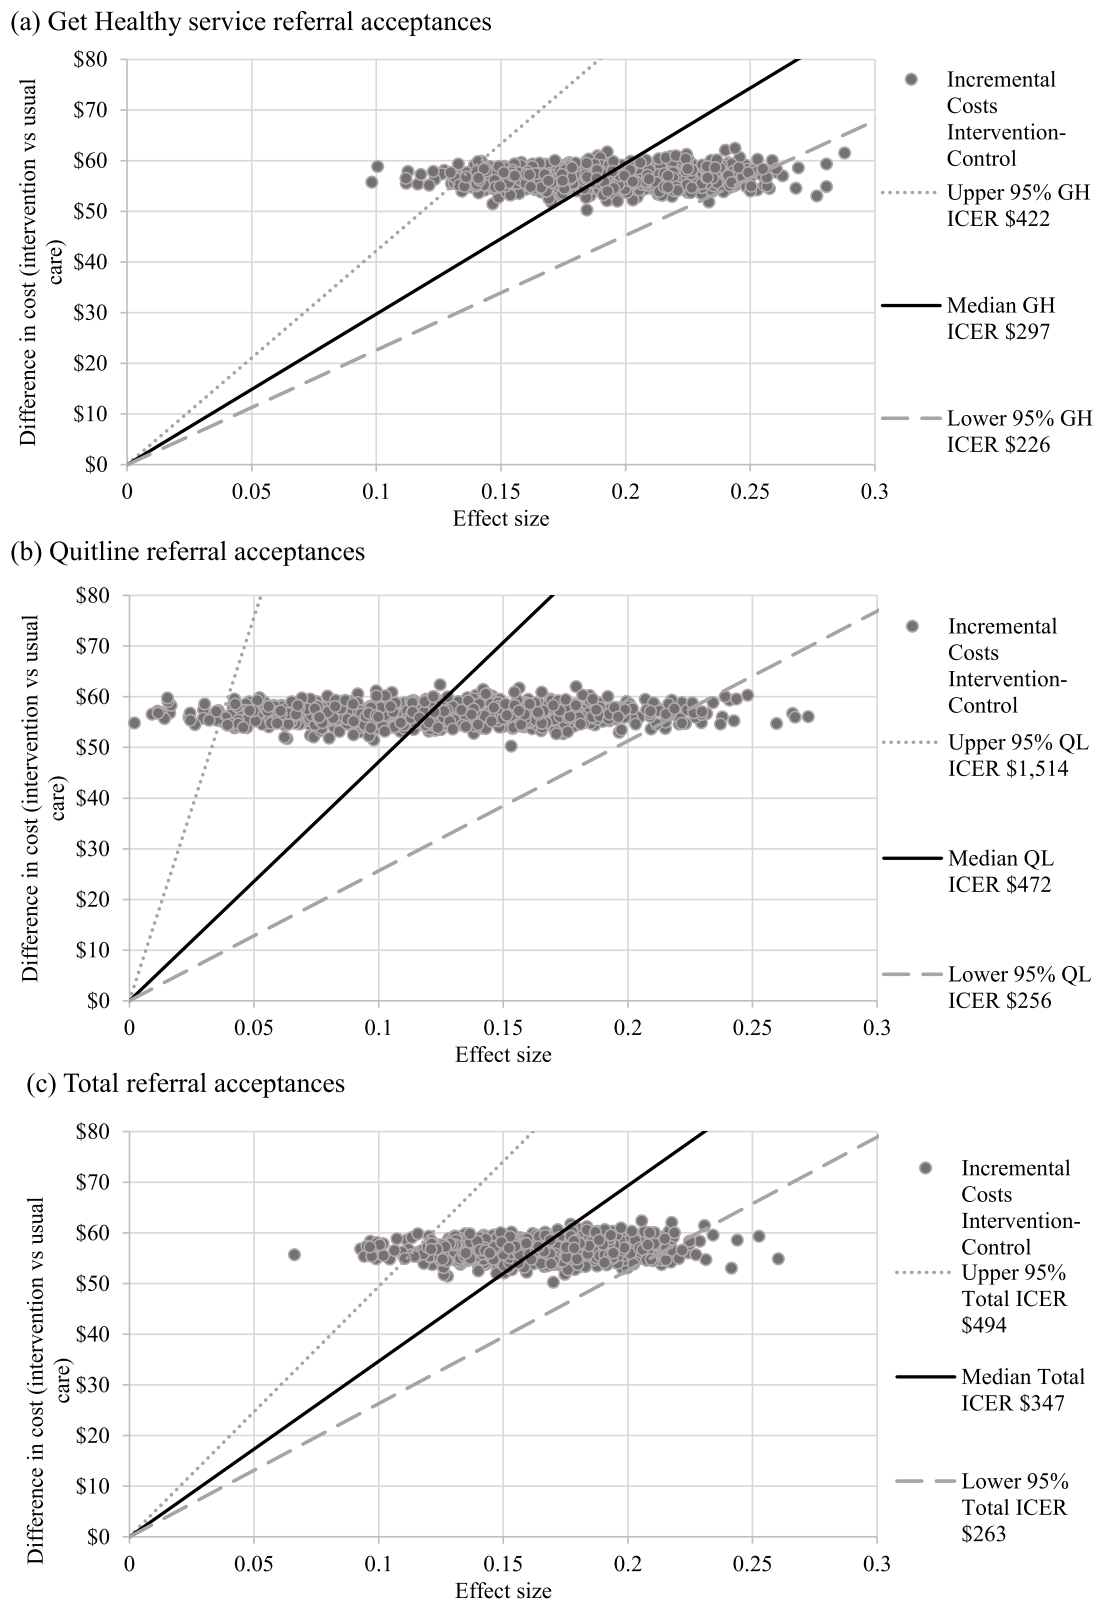 (a) Get Healthy service referral acceptances
Difference in cost (intervention vs usual
care)
$80
$70
$60
$50
$40
$30
$20
$10
$0
0
0.05
0.1
0.15
0.2
0.25
0.3
Effect size
Incremental
Costs
Intervention-
Control
Upper 95% GH
ICER $422
Median GH
ICER $297
Lower 95% GH
ICER $226
(b) Quitline referral acceptances
Difference in cost (intervention vs usual
care)
$80
$70
$60
$50
$40
$30
$20
$10
$0
0
0.05
0.1
0.15
0.2
0.25
0.3
Effect size
Incremental
Costs
Intervention-
Control
Upper 95% QL
ICER $1,514
Median QL
ICER $472
Lower 95% QL
ICER $256
(c) Total referral acceptances
Difference in cost (intervention vs usual
care)
$80
$70
$60
$50
$40
$30
$20
$10
$0
0
0.05
0.1
0.15
0.2
0.25
0.3
Effect size
Incremental
Costs
Intervention-
Control
Upper 95%
Total ICER
$494
Median Total
ICER $347
Lower 95%
Total ICER
$263